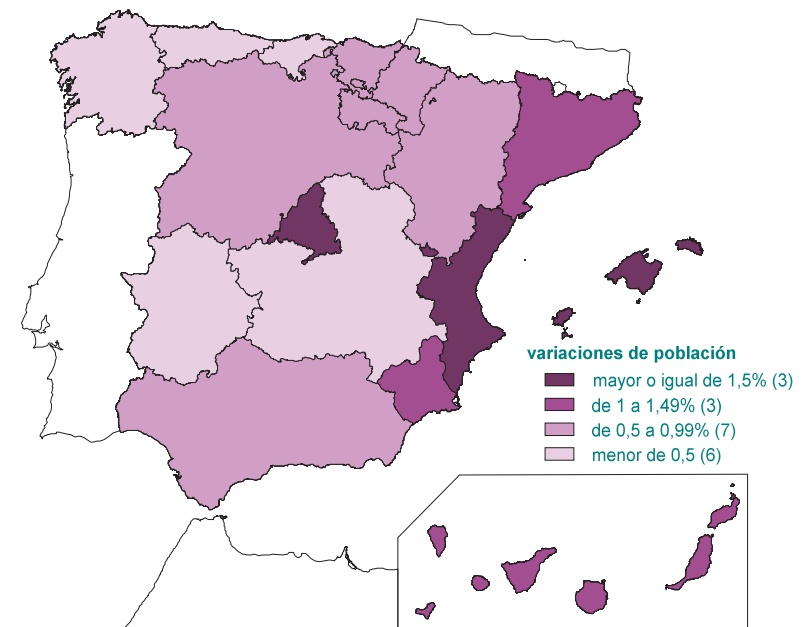 variaciones de población
mayor o igual de 1,5% (3)
de 1 a 1,49% (3)
de 0,5 a 0,99% (7)
menor de 0,5 (6)